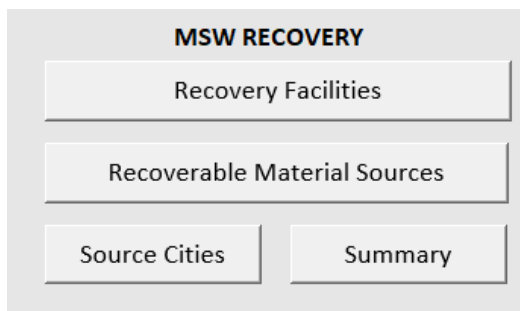 MSW RECOVERY
Recovery Facilities
Recoverable Material Sources
Source Cities
Summary